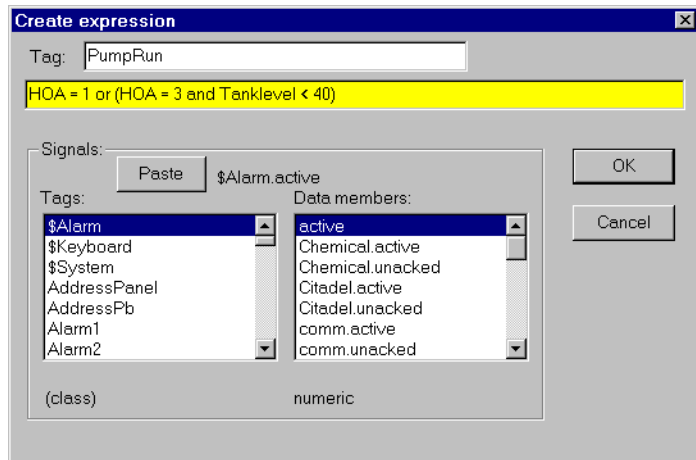 Create expression
Tag: PumpRun
HOA = 1 or (HOA = 3 and Tanklevel < 40)
Signals:
Paste $Alarm.active
Tags:
$Alarm
$Keyboard
$System
AddressPanel
AddressPb
Alarm1
Alarm2
(class)
Data members:
active
Chemical.active
Chemical.unacked
Citadel.active
Citadel.unacked
comm.active
comm.unacked
numeric
OK
Cancel